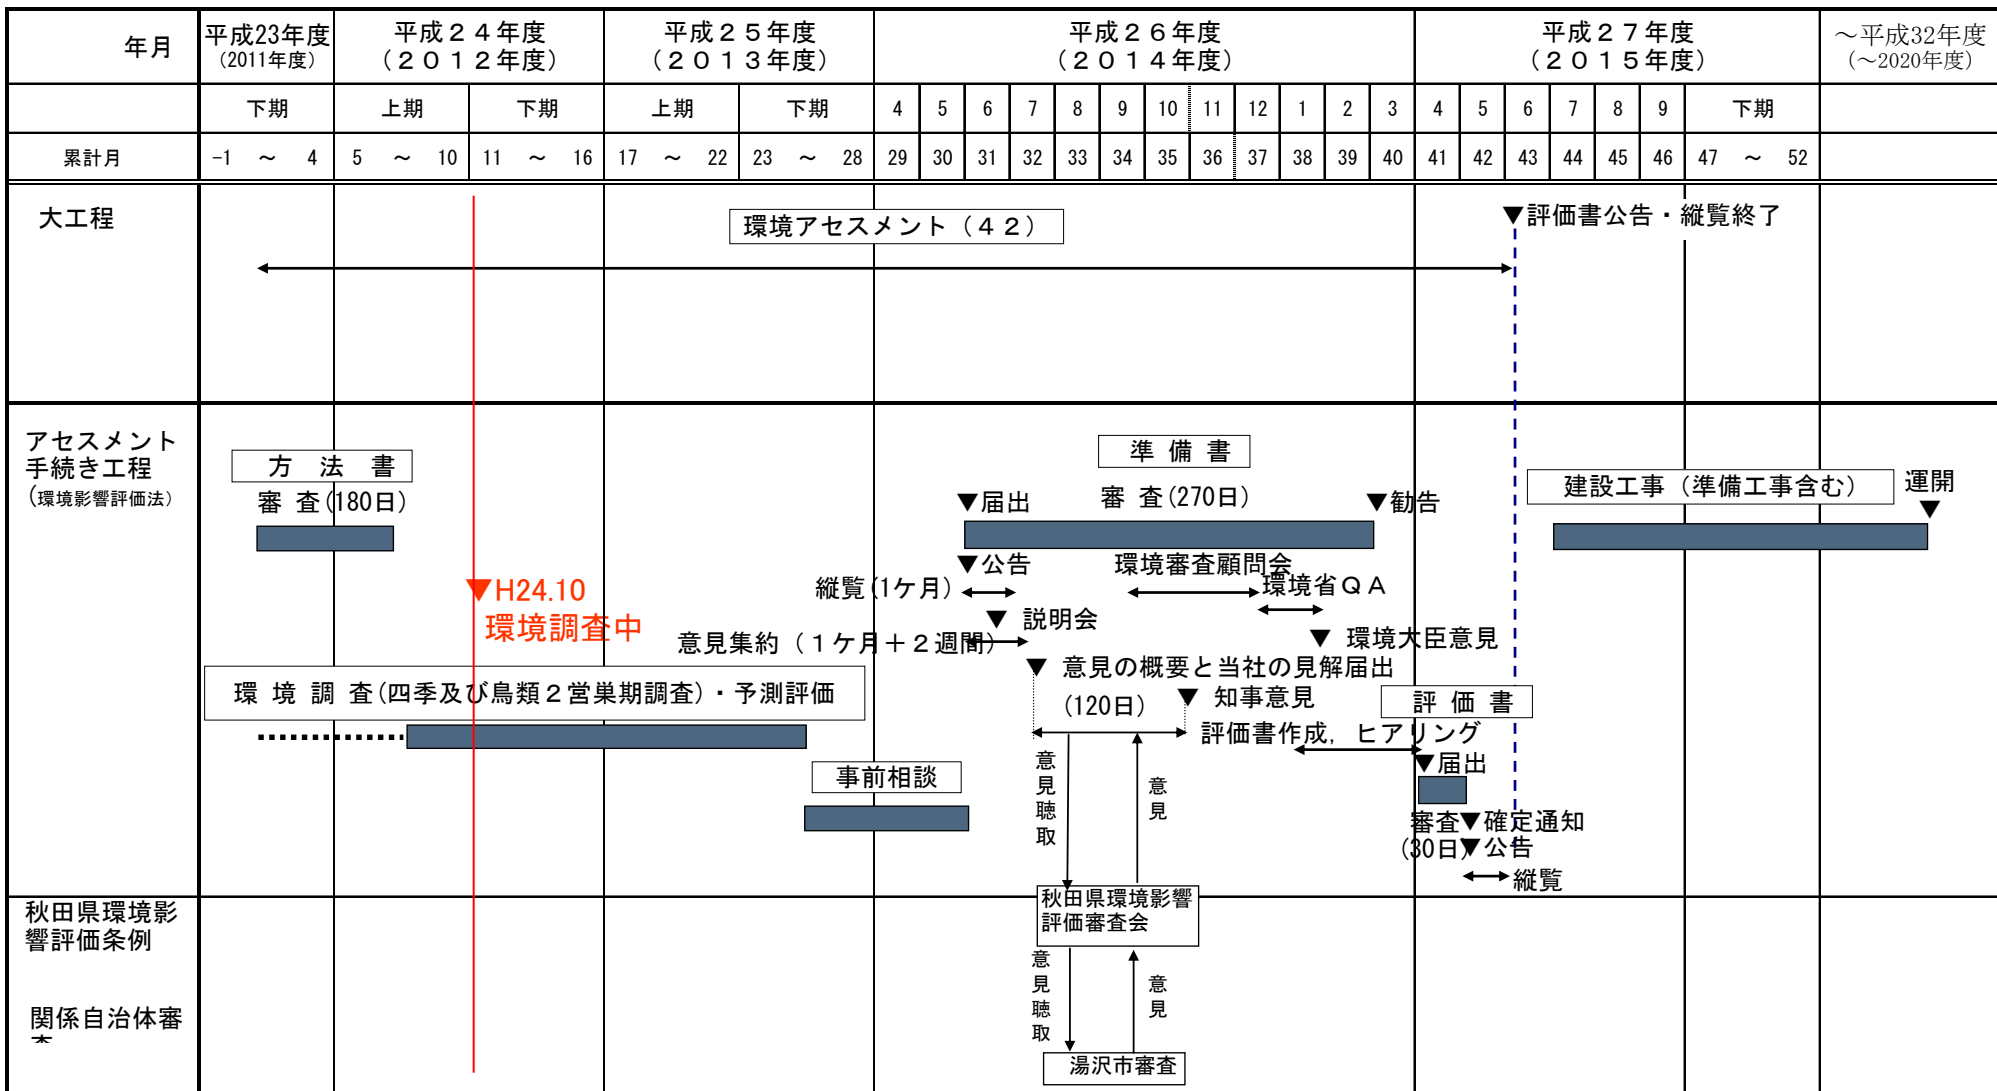 年月
平成23年度
(2011年度)
平成２４年度
(２０１２年度)
平成２５年度
(２０１３年度)
平成２６年度
(２０１４年度)
平成２７年度
(２０１５年度)
～平成32年度
(～2020年度)
下期 上期 下期 上期 下期 4 5 6 7 8 9 10 11 12 1 2 3 4 5 6 7 8 9 下期
累計月 -1 ～ 4 5 ～ 10 11 ～ 16 17 ～ 22 23 ～ 28 29 30 31 32 33 34 35 36 37 38 39 40 41 42 43 44 45 46 47 ～ 52
大工程
環境アセスメント（４２）
▼評価書公告・縦覧終了
アセスメント
手続き工程
(環境影響評価法)
方 法 書
審 査(180日)
準 備 書
審 査(270日)
▼届出
▼勧告
建設工事（準備工事含む）
運開
▼
▼公告
環境審査顧問会
縦覧(1ケ月)
環境省ＱＡ
▼H24.10
環境調査中
▼ 説明会
意見集約（１ケ月＋２週間）
▼ 環境大臣意見
▼ 意見の概要と当社の見解届出
環 境 調 査(四季及び鳥類２営巣期調査)・予測評価
(120日)
▼ 知事意見
評 価 書
評価書作成, ヒアリング
▼届出
事前相談
意見聴取
意見
審査
(30日)
▼確定通知
▼公告
縦覧
秋田県環境影
響評価条例
秋田県環境影響
評価審査会
意見聴取
意見
関係自治体審
査
湯沢市審査